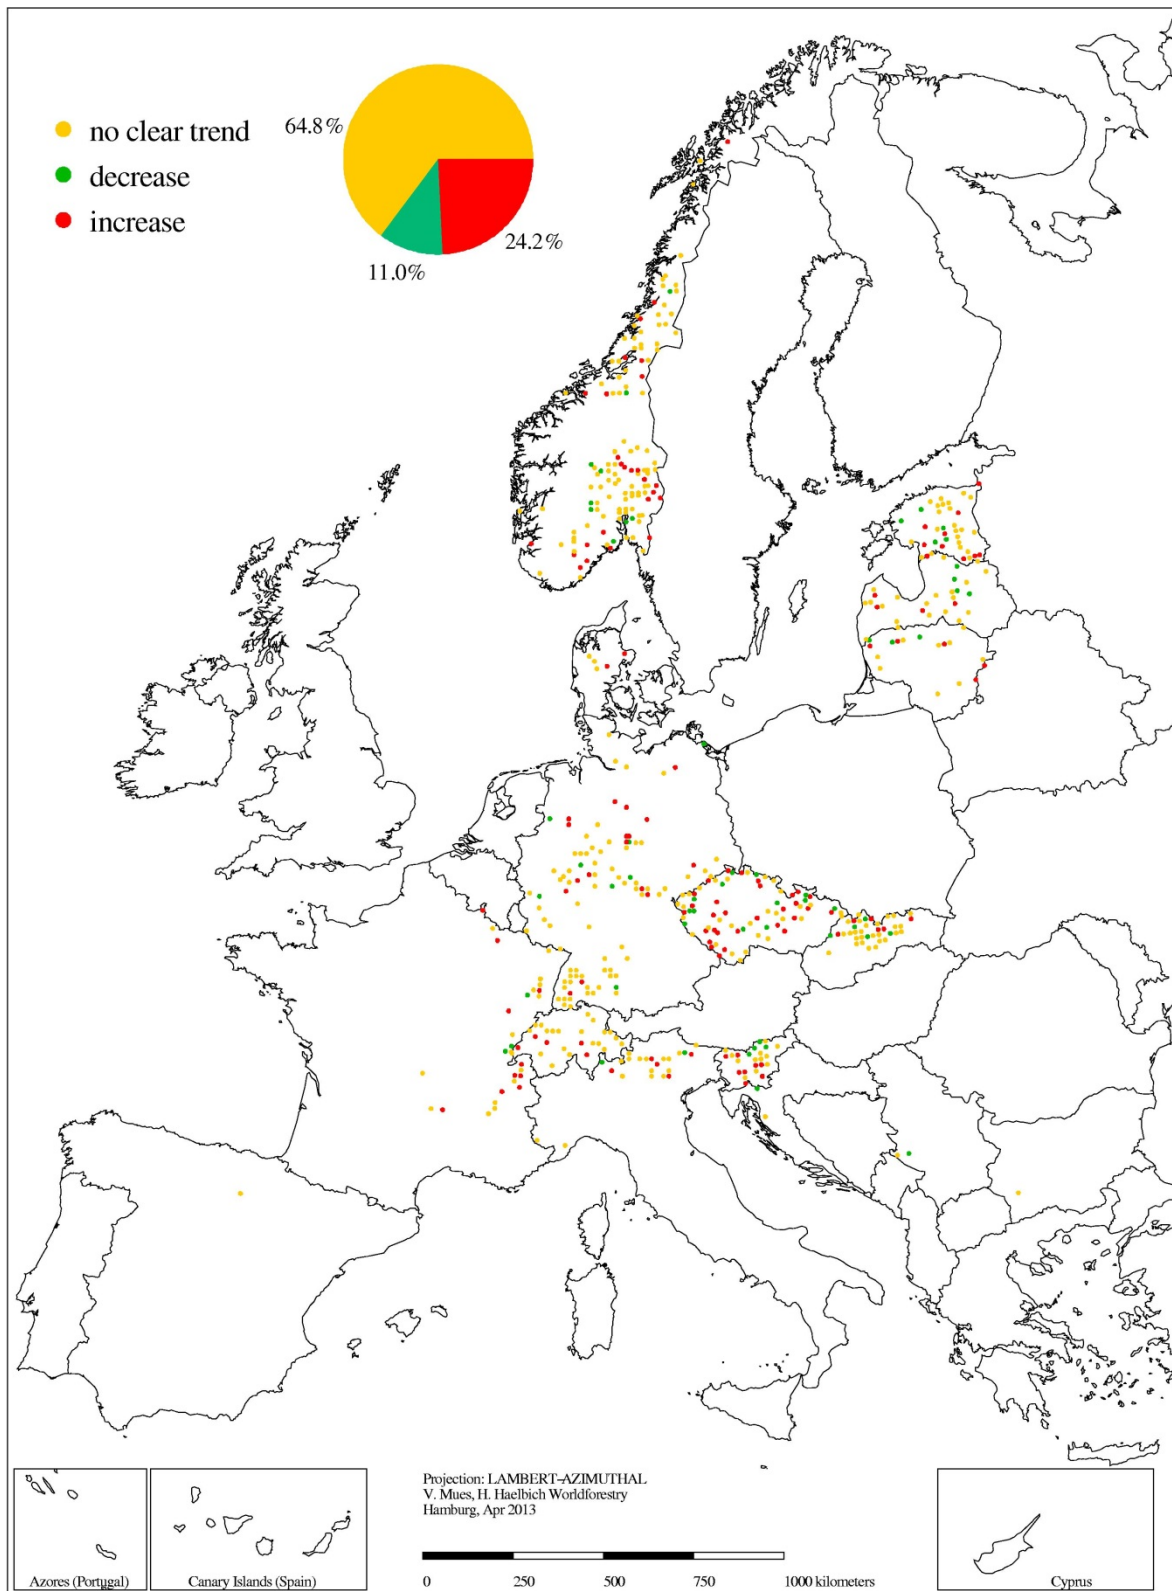 64.8%
no clear trend
decrease
increase
24.2%
11.0%
Projection: LAMBERT-AZIMUTHAL
V. Mues, H. Haelbich Worldforestry
Hamburg, Apr 2013
Azores (Portugal)
Canary Islands (Spain)
0 250 500 750 1000 kilometers
Cyprus